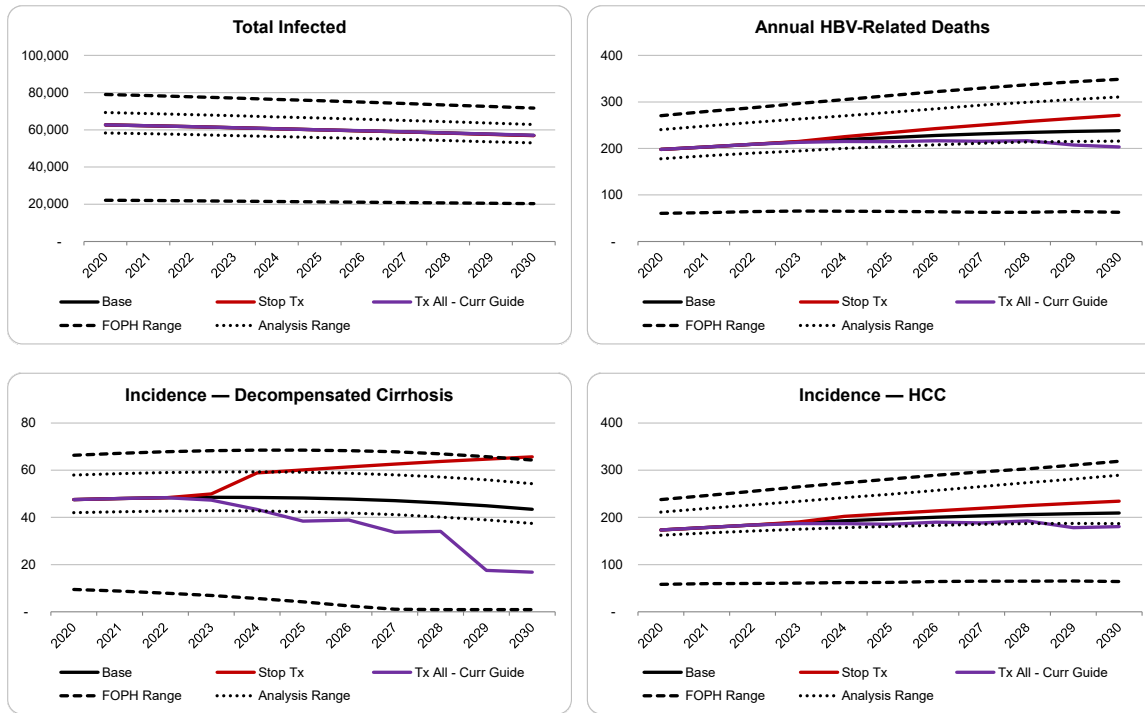 Total Infected
100,000
80,000
60,000
40,000
20,000
-
2020 2021 2022 2023 2024 2025 2026 2027 2028 2029 2030
Base Stop Tx Tx All - Curr Guide
FOPH Range Analysis Range
Annual HBV-Related Deaths
400
300
200
100
-
2020 2021 2022 2023 2024 2025 2026 2027 2028 2029 2030
Base Stop Tx Tx All - Curr Guide
FOPH Range Analysis Range
Incidence — Decompensated Cirrhosis
80
60
40
20
-
2020 2021 2022 2023 2024 2025 2026 2027 2028 2029 2030
Base Stop Tx Tx All - Curr Guide
FOPH Range Analysis Range
Incidence — HCC
400
300
200
100
-
2020 2021 2022 2023 2024 2025 2026 2027 2028 2029 2030
Base Stop Tx Tx All - Curr Guide
FOPH Range Analysis Range